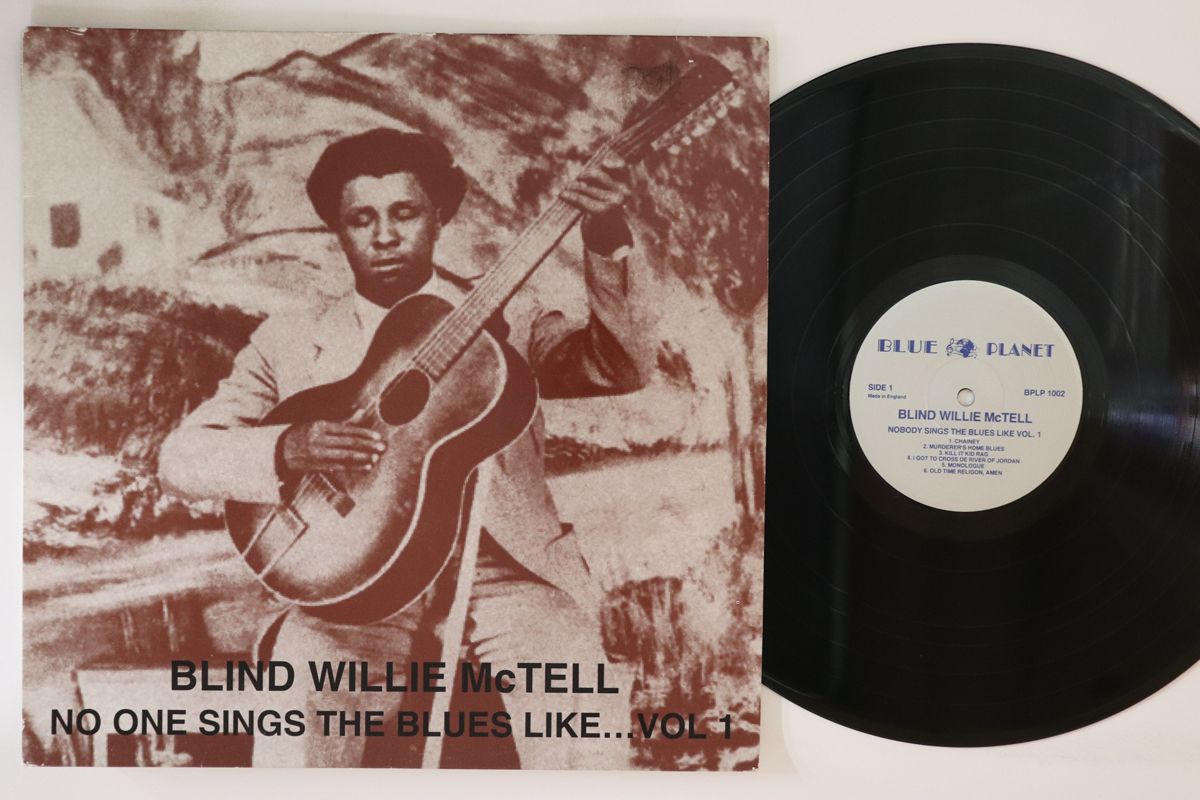 BLIND WILLIE McTELL
NO ONE SINGS THE BLUES LIKE...VOL 1
BLUE PLANET
SIDE 1
Made in England
BPLP 1002
BLIND WILLIE McTELL
NOBODY SINGS THE BLUES LIKE VOL. 1
1. CHAINEY
2. MURDERER'S HOME BLUES
3. KILL IT KID RAG
4. I GOT TO CROSS DE RIVER OF JORDAN
5. MONOLOGUE
6. OLD TIME RELIGON, AMEN